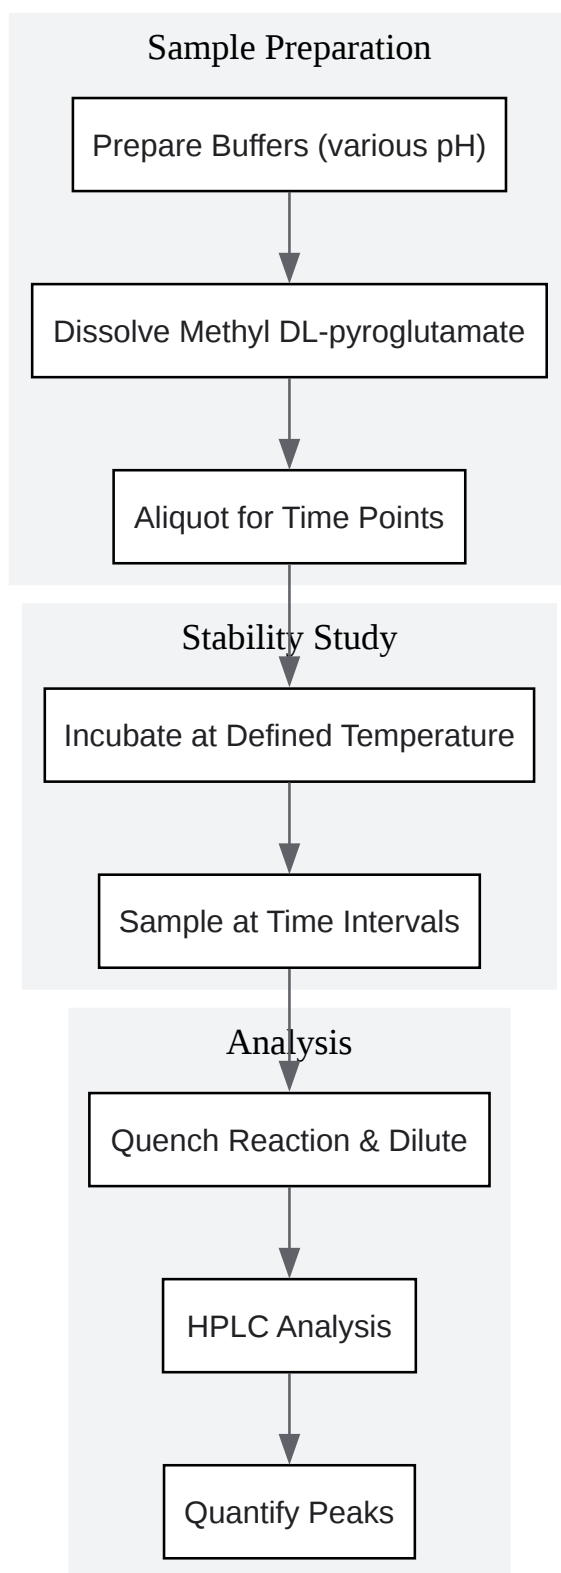 Sample Preparation
Prepare Buffers (various pH)
Dissolve Methyl DL-pyroglutamate
Aliquot for Time Points
Stability Study
Incubate at Defined Temperature
Sample at Time Intervals
Analysis
Quench Reaction & Dilute
HPLC Analysis
Quantify Peaks